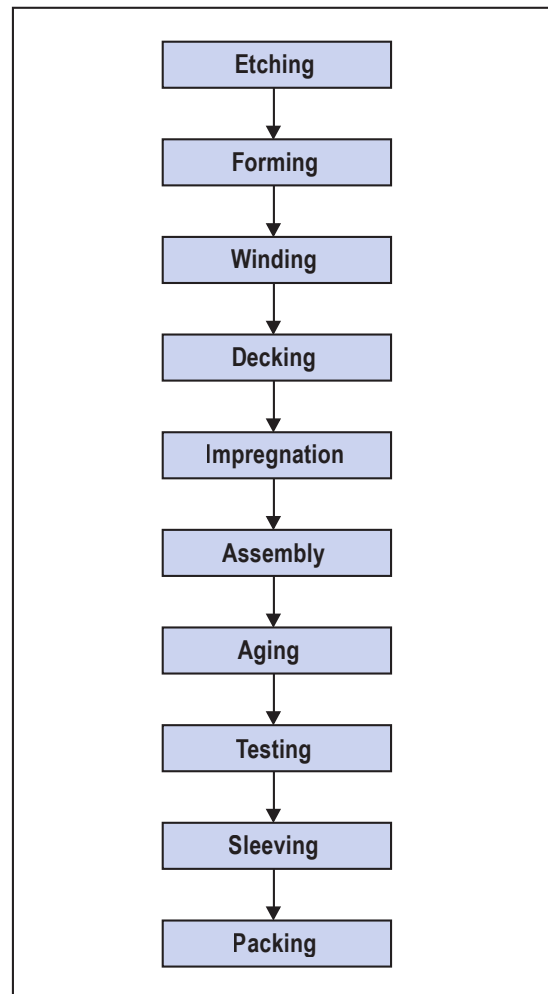 Etching
Forming
Winding
Decking
Impregnation
Assembly
Aging
Testing
Sleeving
Packing